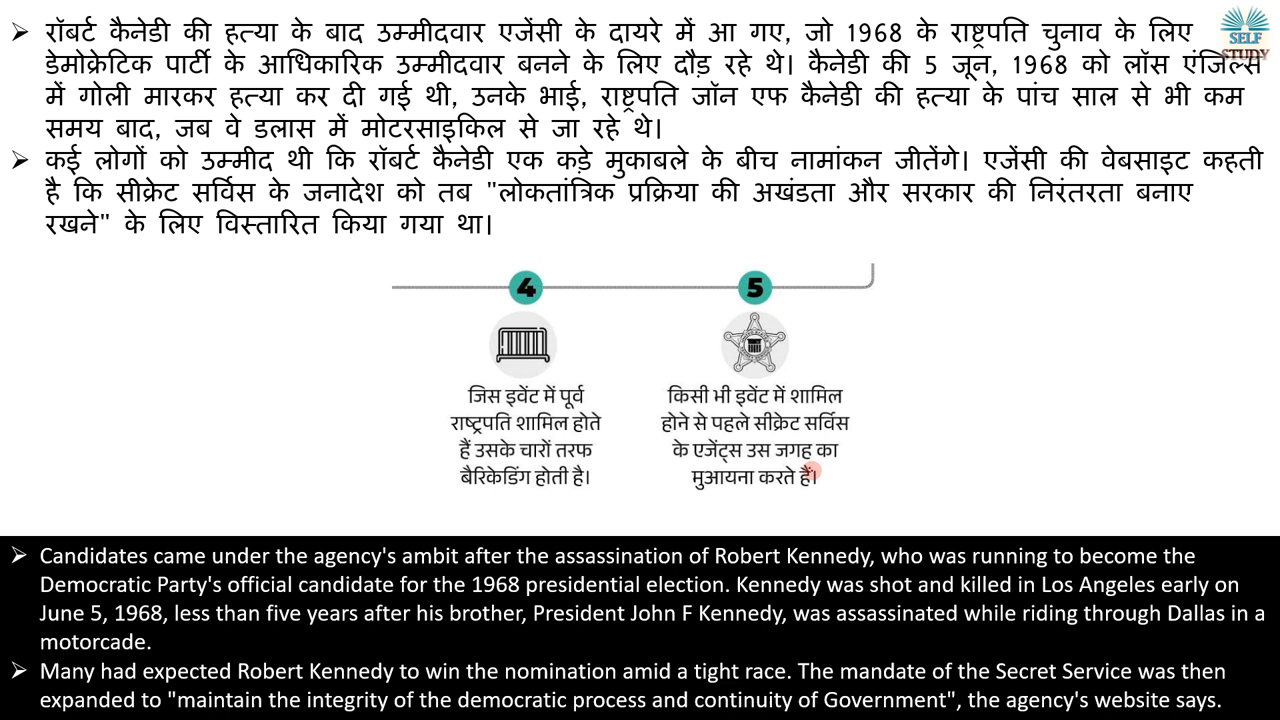 ➢ रॉबर्ट कैनेडी की हत्या के बाद उम्मीदवार एजेंसी के दायरे में आ गए, जो 1968 के राष्ट्रपति चुनाव के लिए
डेमोक्रेटिक पार्टी के आधिकारिक उम्मीदवार बनने के लिए दौड़ रहे थे। कैनेडी की 5 जून, 1968 को लॉस एंजिल्स
में गोली मारकर हत्या कर दी गई थी, उनके भाई, राष्ट्रपति जॉन एफ कैनेडी की हत्या के पांच साल से भी कम
समय बाद, जब वे डलास में मोटरसाइकिल से जा रहे थे।
➢ कई लोगों को उम्मीद थी कि रॉबर्ट कैनेडी एक कड़े मुकाबले के बीच नामांकन जीतेंगे। एजेंसी की वेबसाइट कहती
है कि सीक्रेट सर्विस के जनादेश को तब "लोकतांत्रिक प्रक्रिया की अखंडता और सरकार की निरंतरता बनाए
रखने" के लिए विस्तारित किया गया था।
SELF
STUDY
4
जिस इवेंट में पूर्व
राष्ट्रपति शामिल होते
हैं उसके चारों तरफ
बैरिकेडिंग होती है।
5
किसी भी इवेंट में शामिल
होने से पहले सीक्रेट सर्विस
के एजेंट्स उस जगह का
मुआयना करते हैं।
➢ Candidates came under the agency's ambit after the assassination of Robert Kennedy, who was running to become the
Democratic Party's official candidate for the 1968 presidential election. Kennedy was shot and killed in Los Angeles early on
June 5, 1968, less than five years after his brother, President John F Kennedy, was assassinated while riding through Dallas in a
motorcade.
➢ Many had expected Robert Kennedy to win the nomination amid a tight race. The mandate of the Secret Service was then
expanded to "maintain the integrity of the democratic process and continuity of Government", the agency's website says.